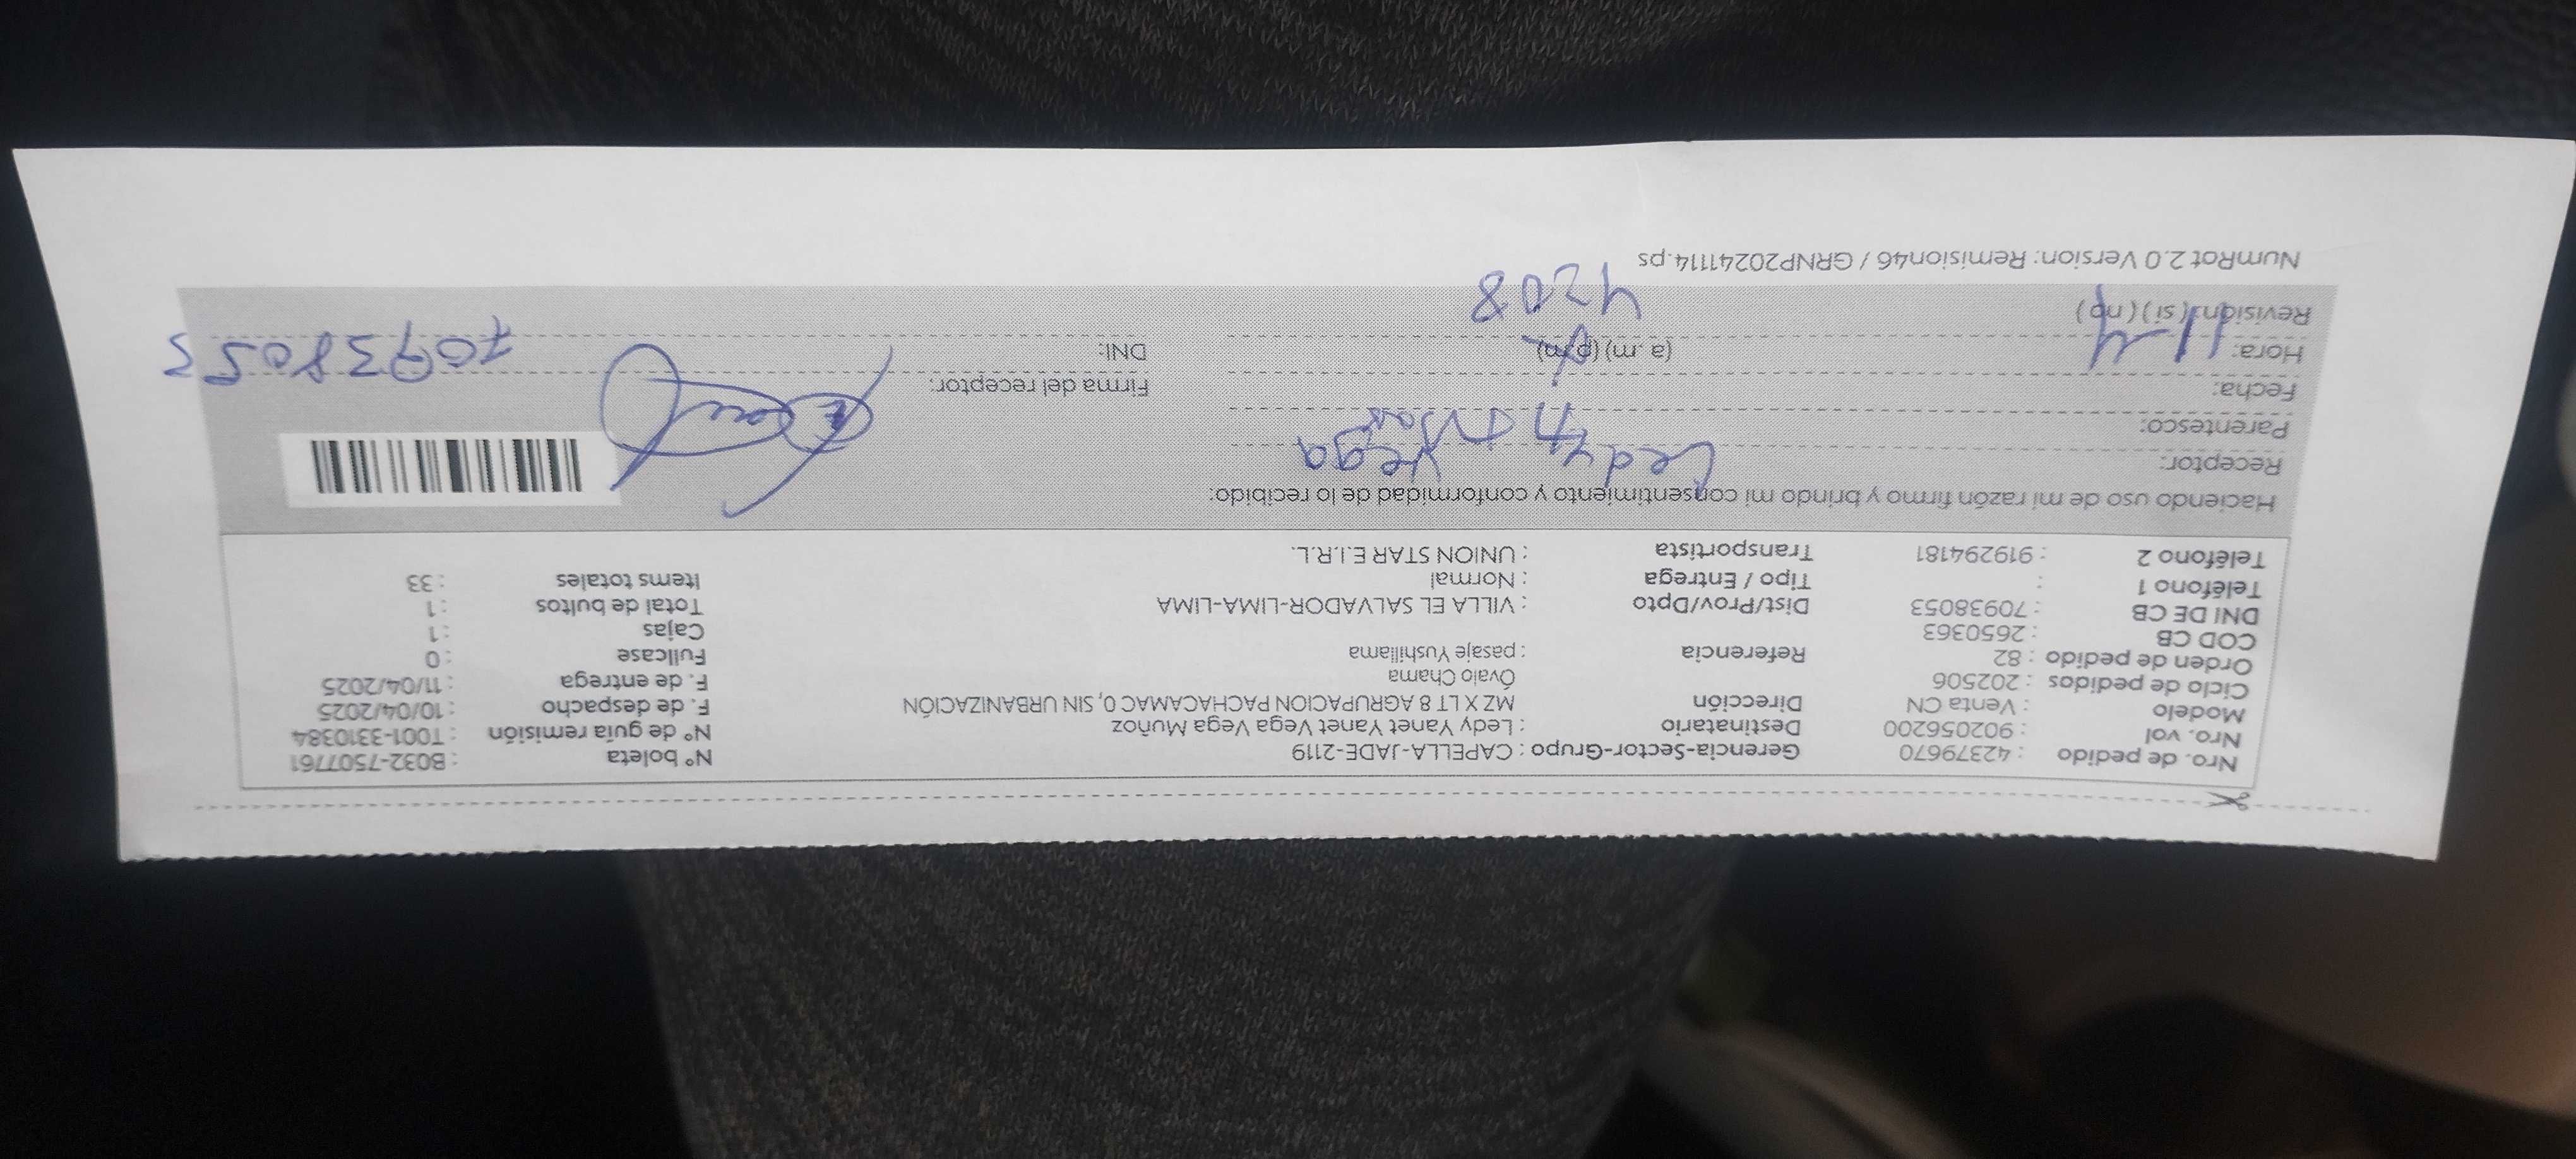 Nro. de pedido : 42379670 Gerencia-Sector-Grupo : CAPELLA-JADE-2119 N° boleta : B032-7507761
Nro. vol : 902056200 Destinatario : Ledy Yanet Yanet Vega Vega Muñoz N° de guía remisión : T001-3310384
Modelo : Venta CN Dirección MZ X LT 8 AGRUPACION PACHACAMAC 0, SIN URBANIZACIÓN F. de despacho : 10/04/2025
Ciclo de pedidos : 202506 Óvalo Chama F. de entrega : 11/04/2025
Orden de pedido : 82 Referencia : pasaje Yushillama Fullcase : 0
COD CB : 2650363 Cajas : 1
DNI DE CB : 70938053 Dist/Prov/Dpto : VILLA EL SALVADOR-LIMA-LIMA Total de bultos : 1
Teléfono 1 : Tipo / Entrega : Normal Items totales : 33
Teléfono 2 : 919294181 Transportista : UNION STAR E.I.R.L.
Haciendo uso de mi razón firmo y brindo mi consentimiento y conformidad de lo recibido:
Receptor: Ledy Vega
Parentesco:
Fecha: Firma del receptor:
Hora: 11-4 (a .m) (p.m) DNI: 70938053
Revisión: ( si ) ( no ) 4208
NumRot 2.0 Version: Remision46 / GRNP20241114.ps